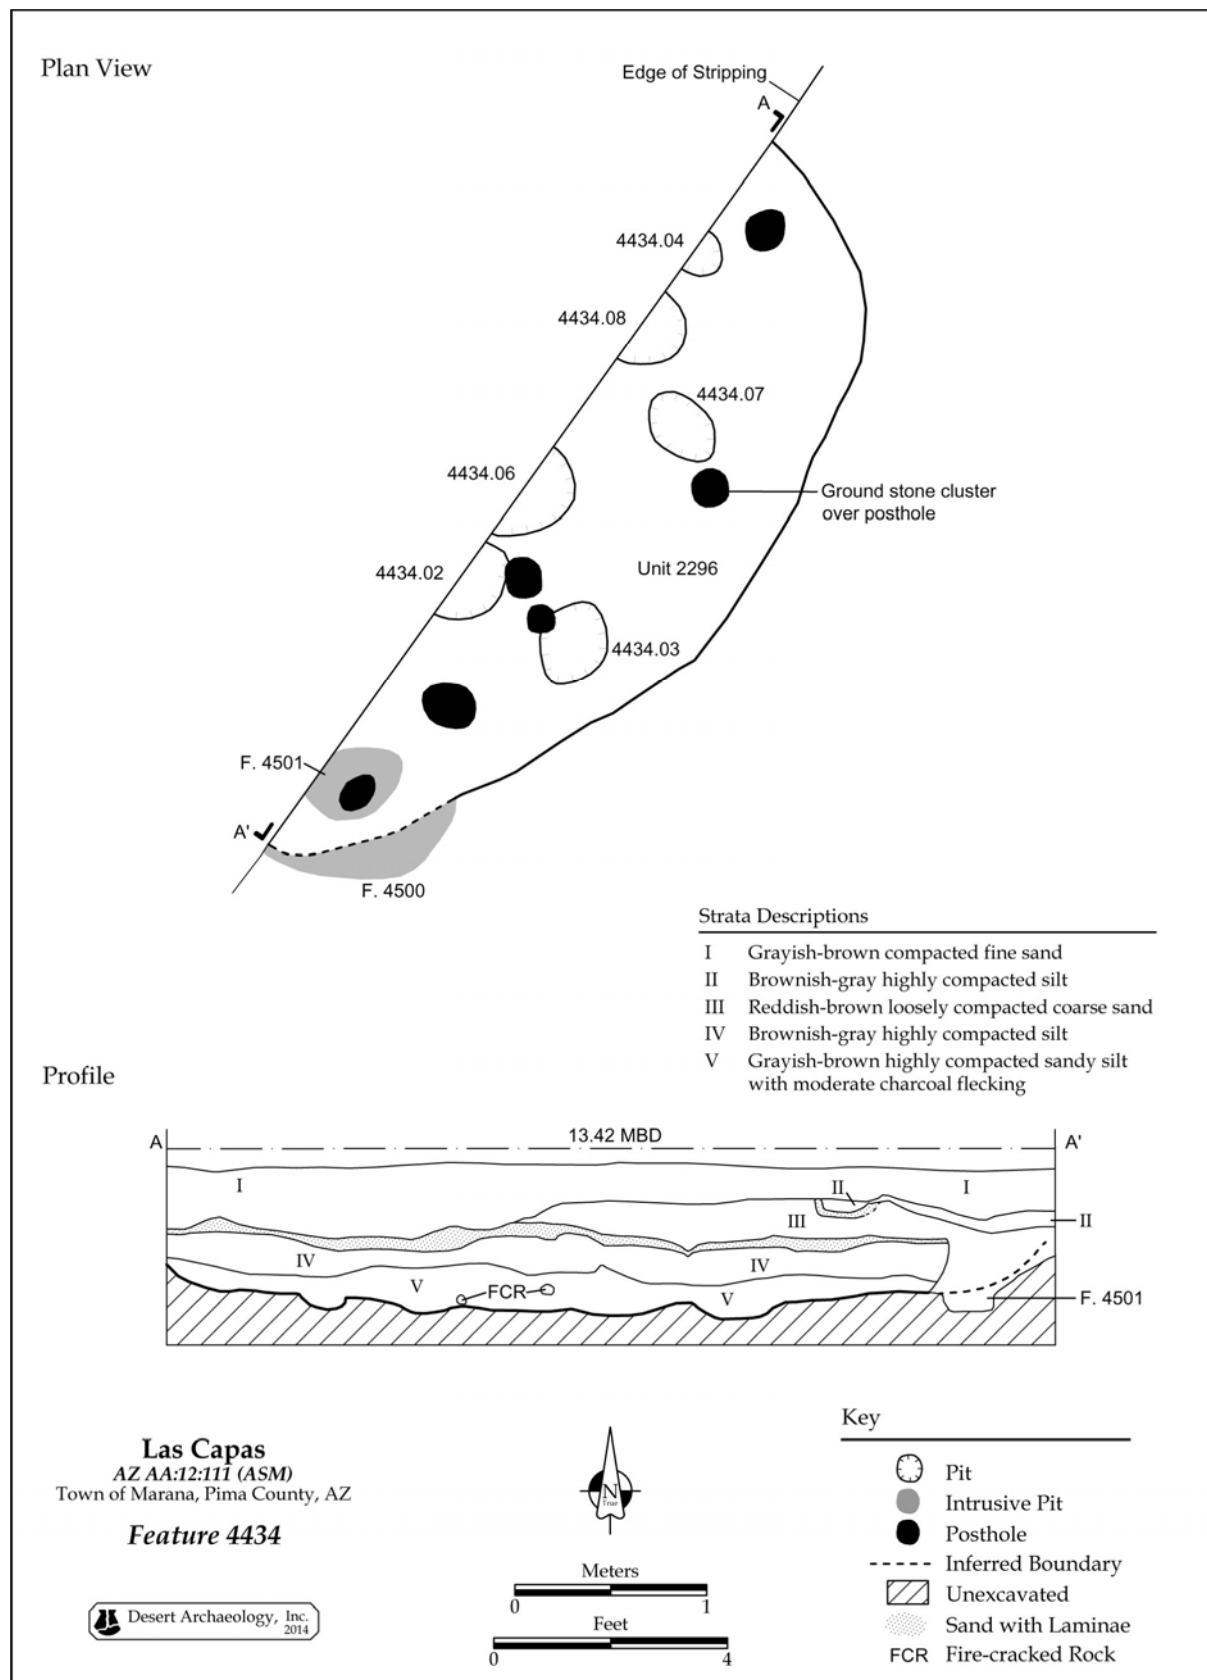 Plan View
Edge of Stripping
A
4434.04
4434.08
4434.07
4434.06
Ground stone cluster
over posthole
4434.02
Unit 2296
4434.03
F. 4501
A'
F. 4500
Strata Descriptions
I Grayish-brown compacted fine sand
II Brownish-gray highly compacted silt
III Reddish-brown loosely compacted coarse sand
IV Brownish-gray highly compacted silt
V Grayish-brown highly compacted sandy silt
with moderate charcoal flecking
Profile
A 13.42 MBD A'
I II I
III II
IV IV
V FCR V F. 4501
Las Capas
AZ AA:12:111 (ASM)
Town of Marana, Pima County, AZ
Feature 4434
Desert Archaeology, Inc.
2014
N
True
Meters
0 1
Feet
0 4
Key
Pit
Intrusive Pit
Posthole
Inferred Boundary
Unexcavated
Sand with Laminae
FCR Fire-cracked Rock